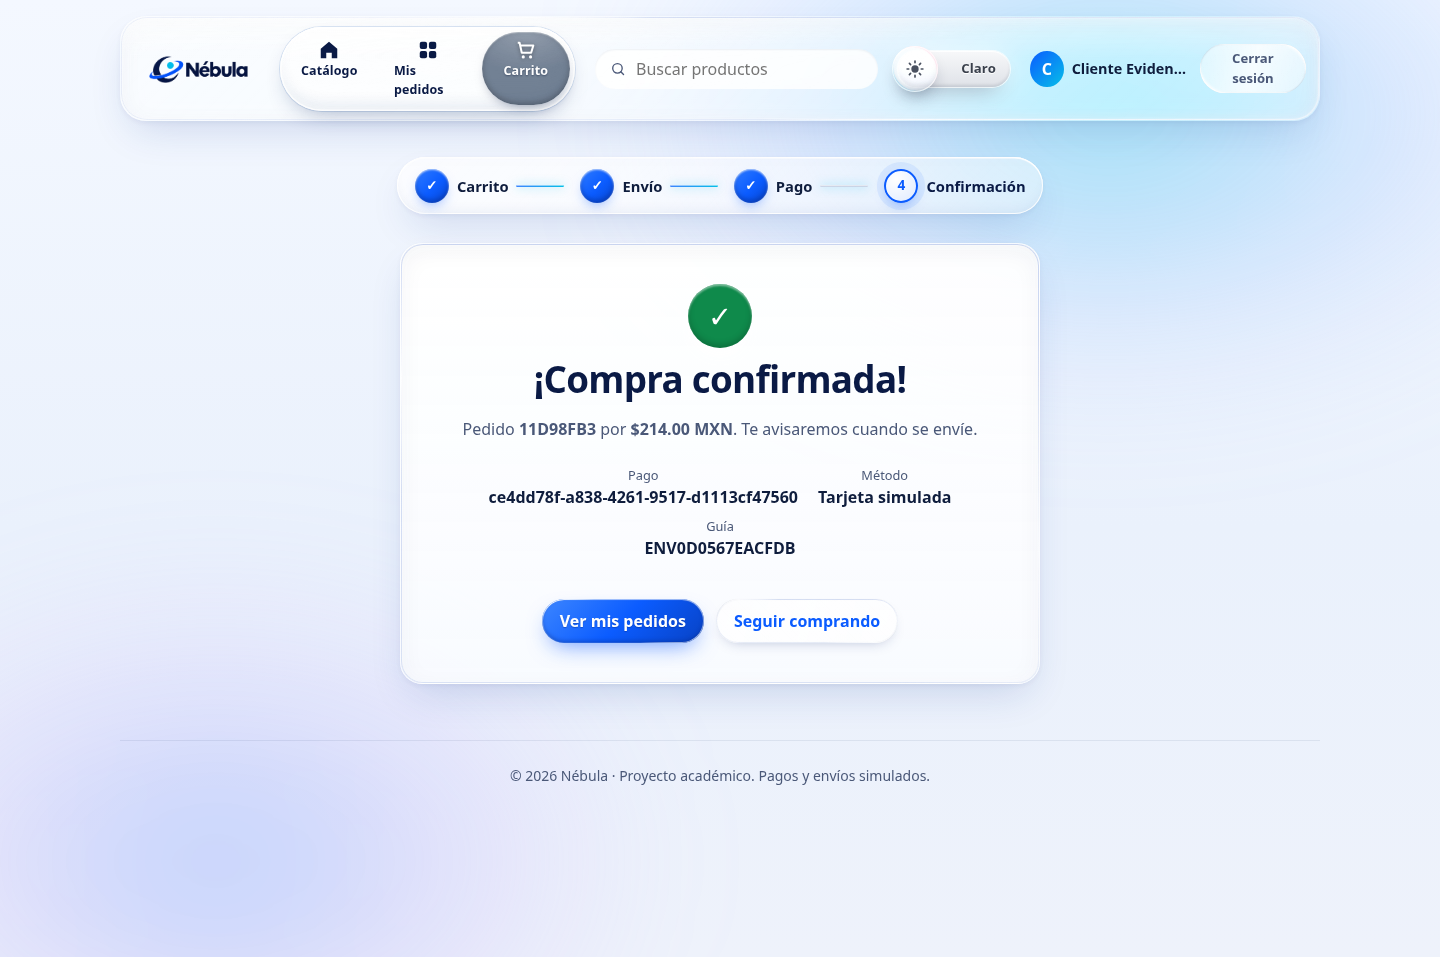 Nébula
Catálogo
Mis
pedidos
Carrito
Buscar productos
Claro
C
Cliente Eviden...
Cerrar
sesión
✓ Carrito
✓ Envío
✓ Pago
4 Confirmación
✓
¡Compra confirmada!
Pedido 11D98FB3 por $214.00 MXN. Te avisaremos cuando se envíe.
Pago
ce4dd78f-a838-4261-9517-d1113cf47560
Método
Tarjeta simulada
Guía
ENV0D0567EACFDB
Ver mis pedidos
Seguir comprando
© 2026 Nébula · Proyecto académico. Pagos y envíos simulados.